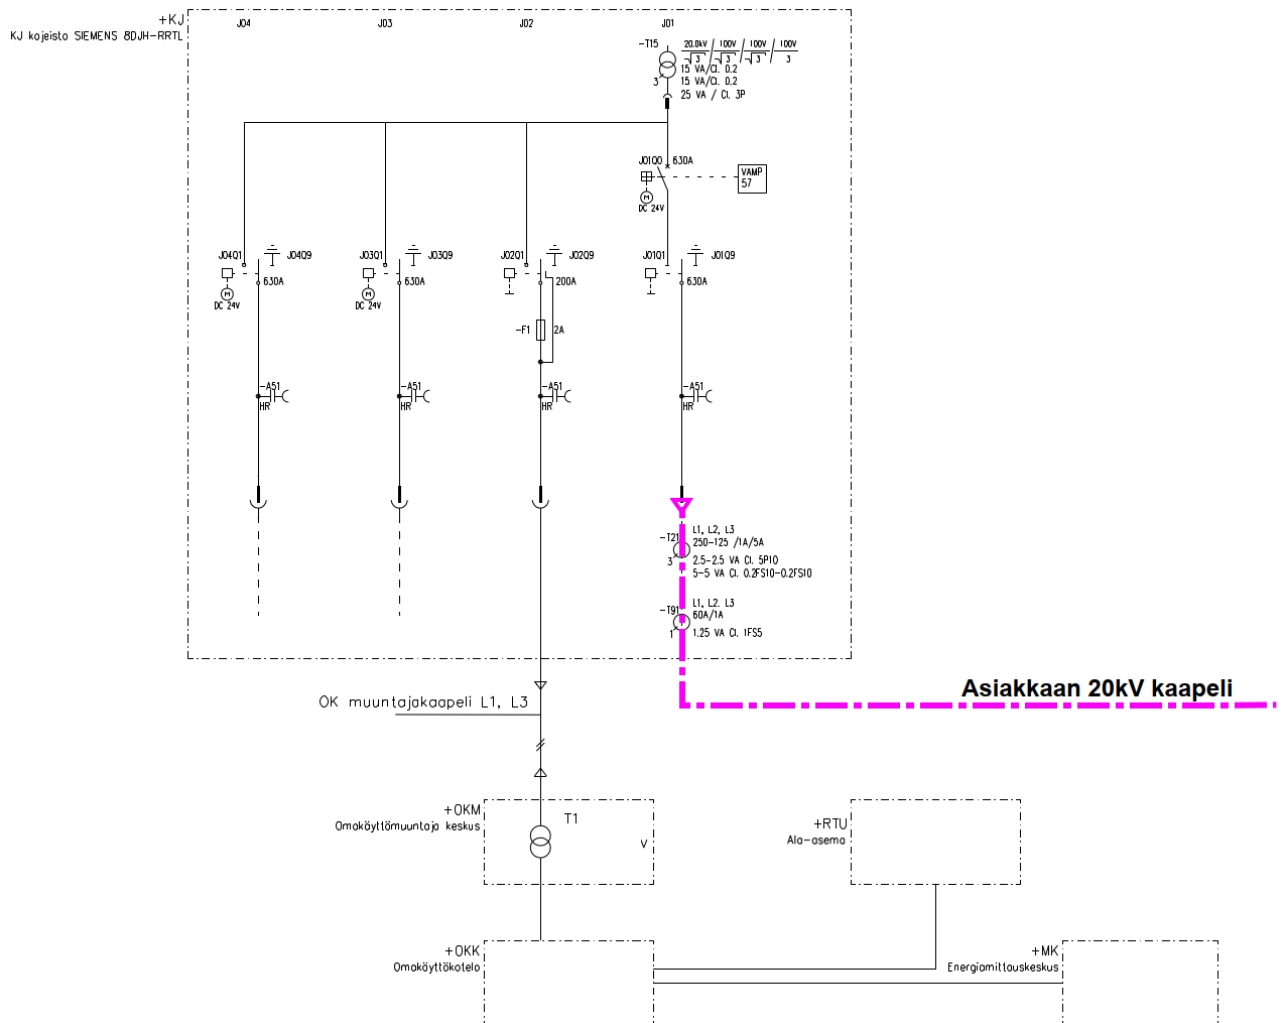 +KJ
KJ kojeisto SIEMENS 8DJH-RRTL
J04
J03
J02
J01
-T15
20.0kV/√3 / 100V/√3 / 100V/√3 / 100V/3
15 VA/Cl. 0.2
15 VA/Cl. 0.2
3
25 VA / Cl. 3P
J01Q0
630A
VAMP
57
M
DC 24V
J04Q1
J04Q9
630A
M
DC 24V
J03Q1
J03Q9
630A
M
DC 24V
J02Q1
J02Q9
200A
J01Q1
J01Q9
630A
-F1
2A
-A51
HR
-A51
HR
-A51
HR
-A51
HR
L1, L2, L3
-T21
250-125 /1A/5A
3
2.5-2.5 VA Cl. 5P10
5-5 VA Cl. 0.2FS10-0.2FS10
L1, L2. L3
-T91
60A/1A
1
1.25 VA Cl. 1FS5
Asiakkaan 20kV kaapeli
OK muuntajakaapeli L1, L3
+OKM
Omakäyttömuuntaja keskus
T1
V
+RTU
Ala-asema
+OKK
Omakäyttökotelo
+MK
Energiamittauskeskus